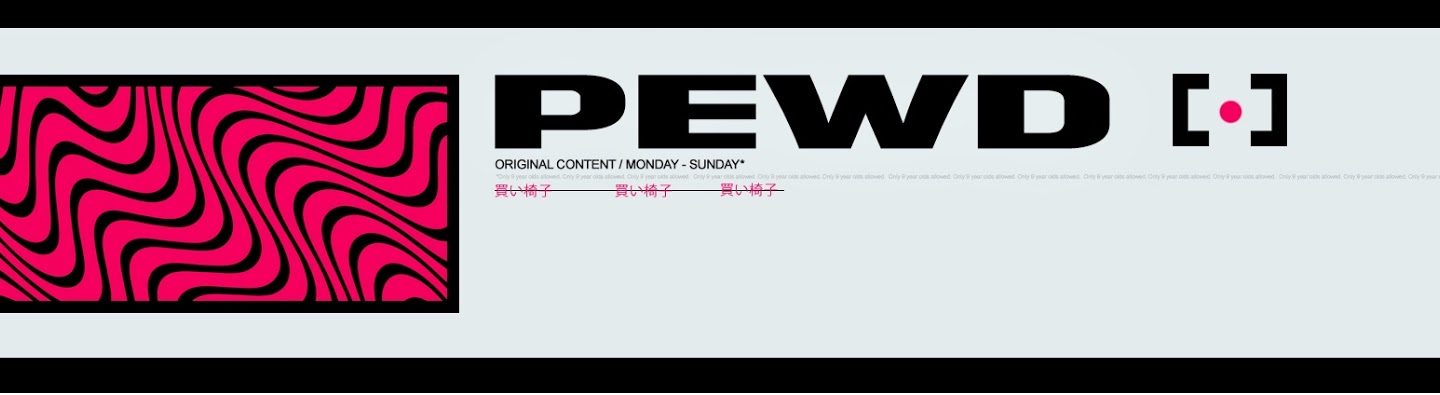 PEWD [•]
ORIGINAL CONTENT / MONDAY - SUNDAY*
*Only 9 year olds allowed. Only 9 year olds allowed. Only 9 year olds allowed. Only 9 year olds allowed. Only 9 year olds allowed. Only 9 year olds allowed. Only 9 year olds allowed. Only 9 year olds allowed. Only 9 year olds allowed. Only 9 year olds allowed. Only 9 year olds allowed. Only 9 year olds allowed. Only 9 year olds allowed. Only 9 year olds allowed. Only 9 year
買い椅子 買い椅子 買い椅子